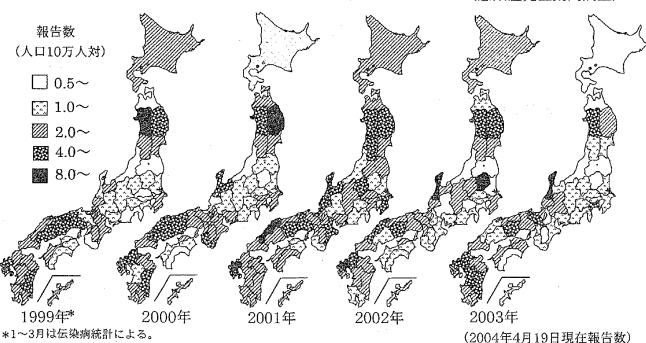 報告数
(人口10万人対)
0.5〜
1.0〜
2.0〜
4.0〜
8.0〜
1999年*
2000年
2001年
2002年
2003年
*1〜3月は伝染病統計による。
(2004年4月19日現在報告数)